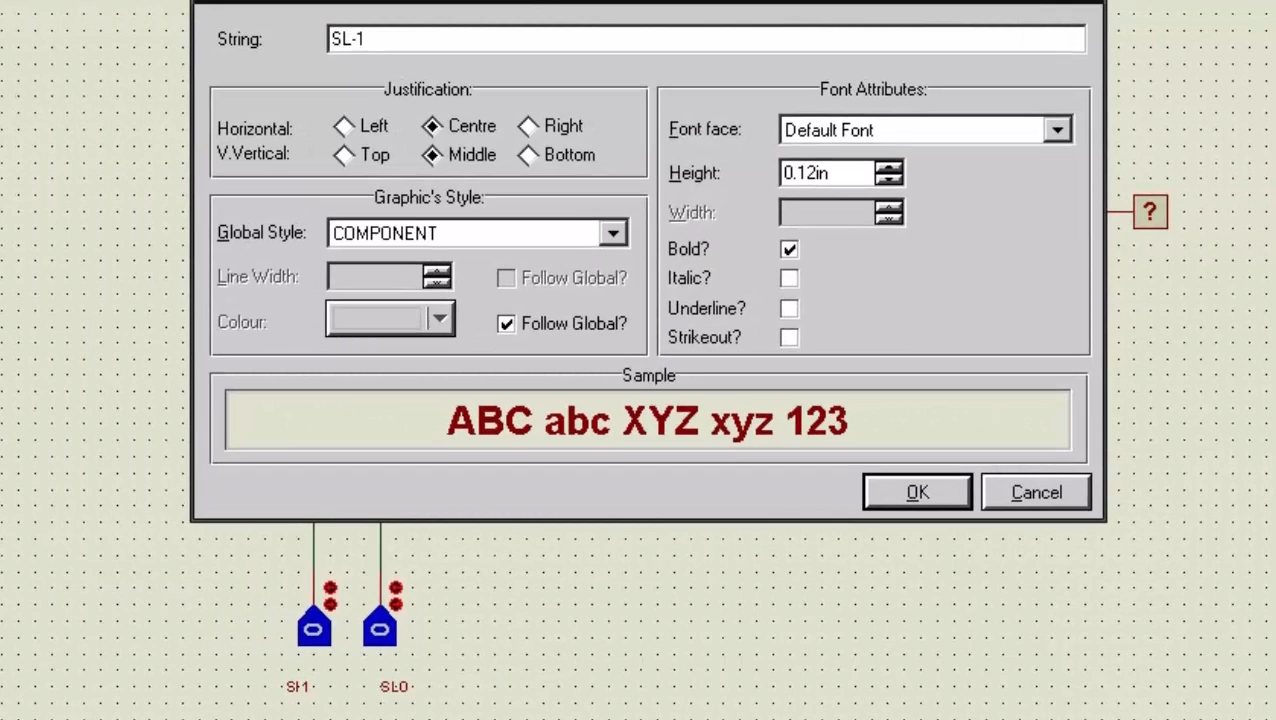 String: SL-1
Justification: Font Attributes:
Horizontal: Left Centre Right Font face: Default Font
V.Vertical: Top Middle Bottom
Height: 0.12in
Graphic's Style:
Width:
Global Style: COMPONENT
Bold?
Line Width: Follow Global? Italic?
Colour: Follow Global? Underline?
Strikeout?
Sample
ABC abc XYZ xyz 123
OK Cancel
?
0 0
SL0